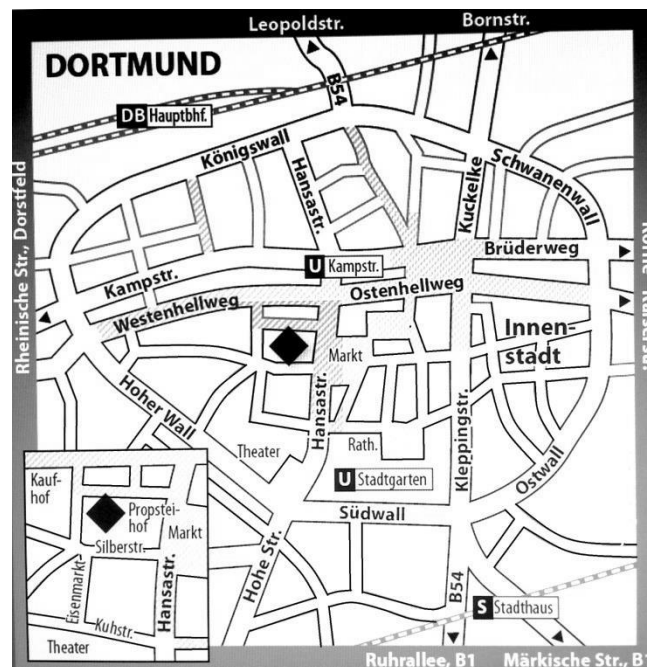 Leopoldstr.
Bornstr.
DORTMUND
B54
DB Hauptbhf.
Königswall
Hansastr.
Kuckelke
Schwanenwall
Rheinische Str., Dorstfeld
U Kampstr.
Brüderweg
Kampstr.
Westenhellweg
Ostenhellweg
Innen-
stadt
Markt
Hoher Wall
Hansastr.
Kleppingstr.
Theater
Rath.
U Stadtgarten
Ostwall
Südwall
Hohe Str.
B54
S Stadthaus
Kauf-
hof
Propstei-
hof
Markt
Silberstr.
Eisenmarkt
Hansastr.
Kuhstr.
Theater
Ruhrallee, B1
Märkische Str., B1